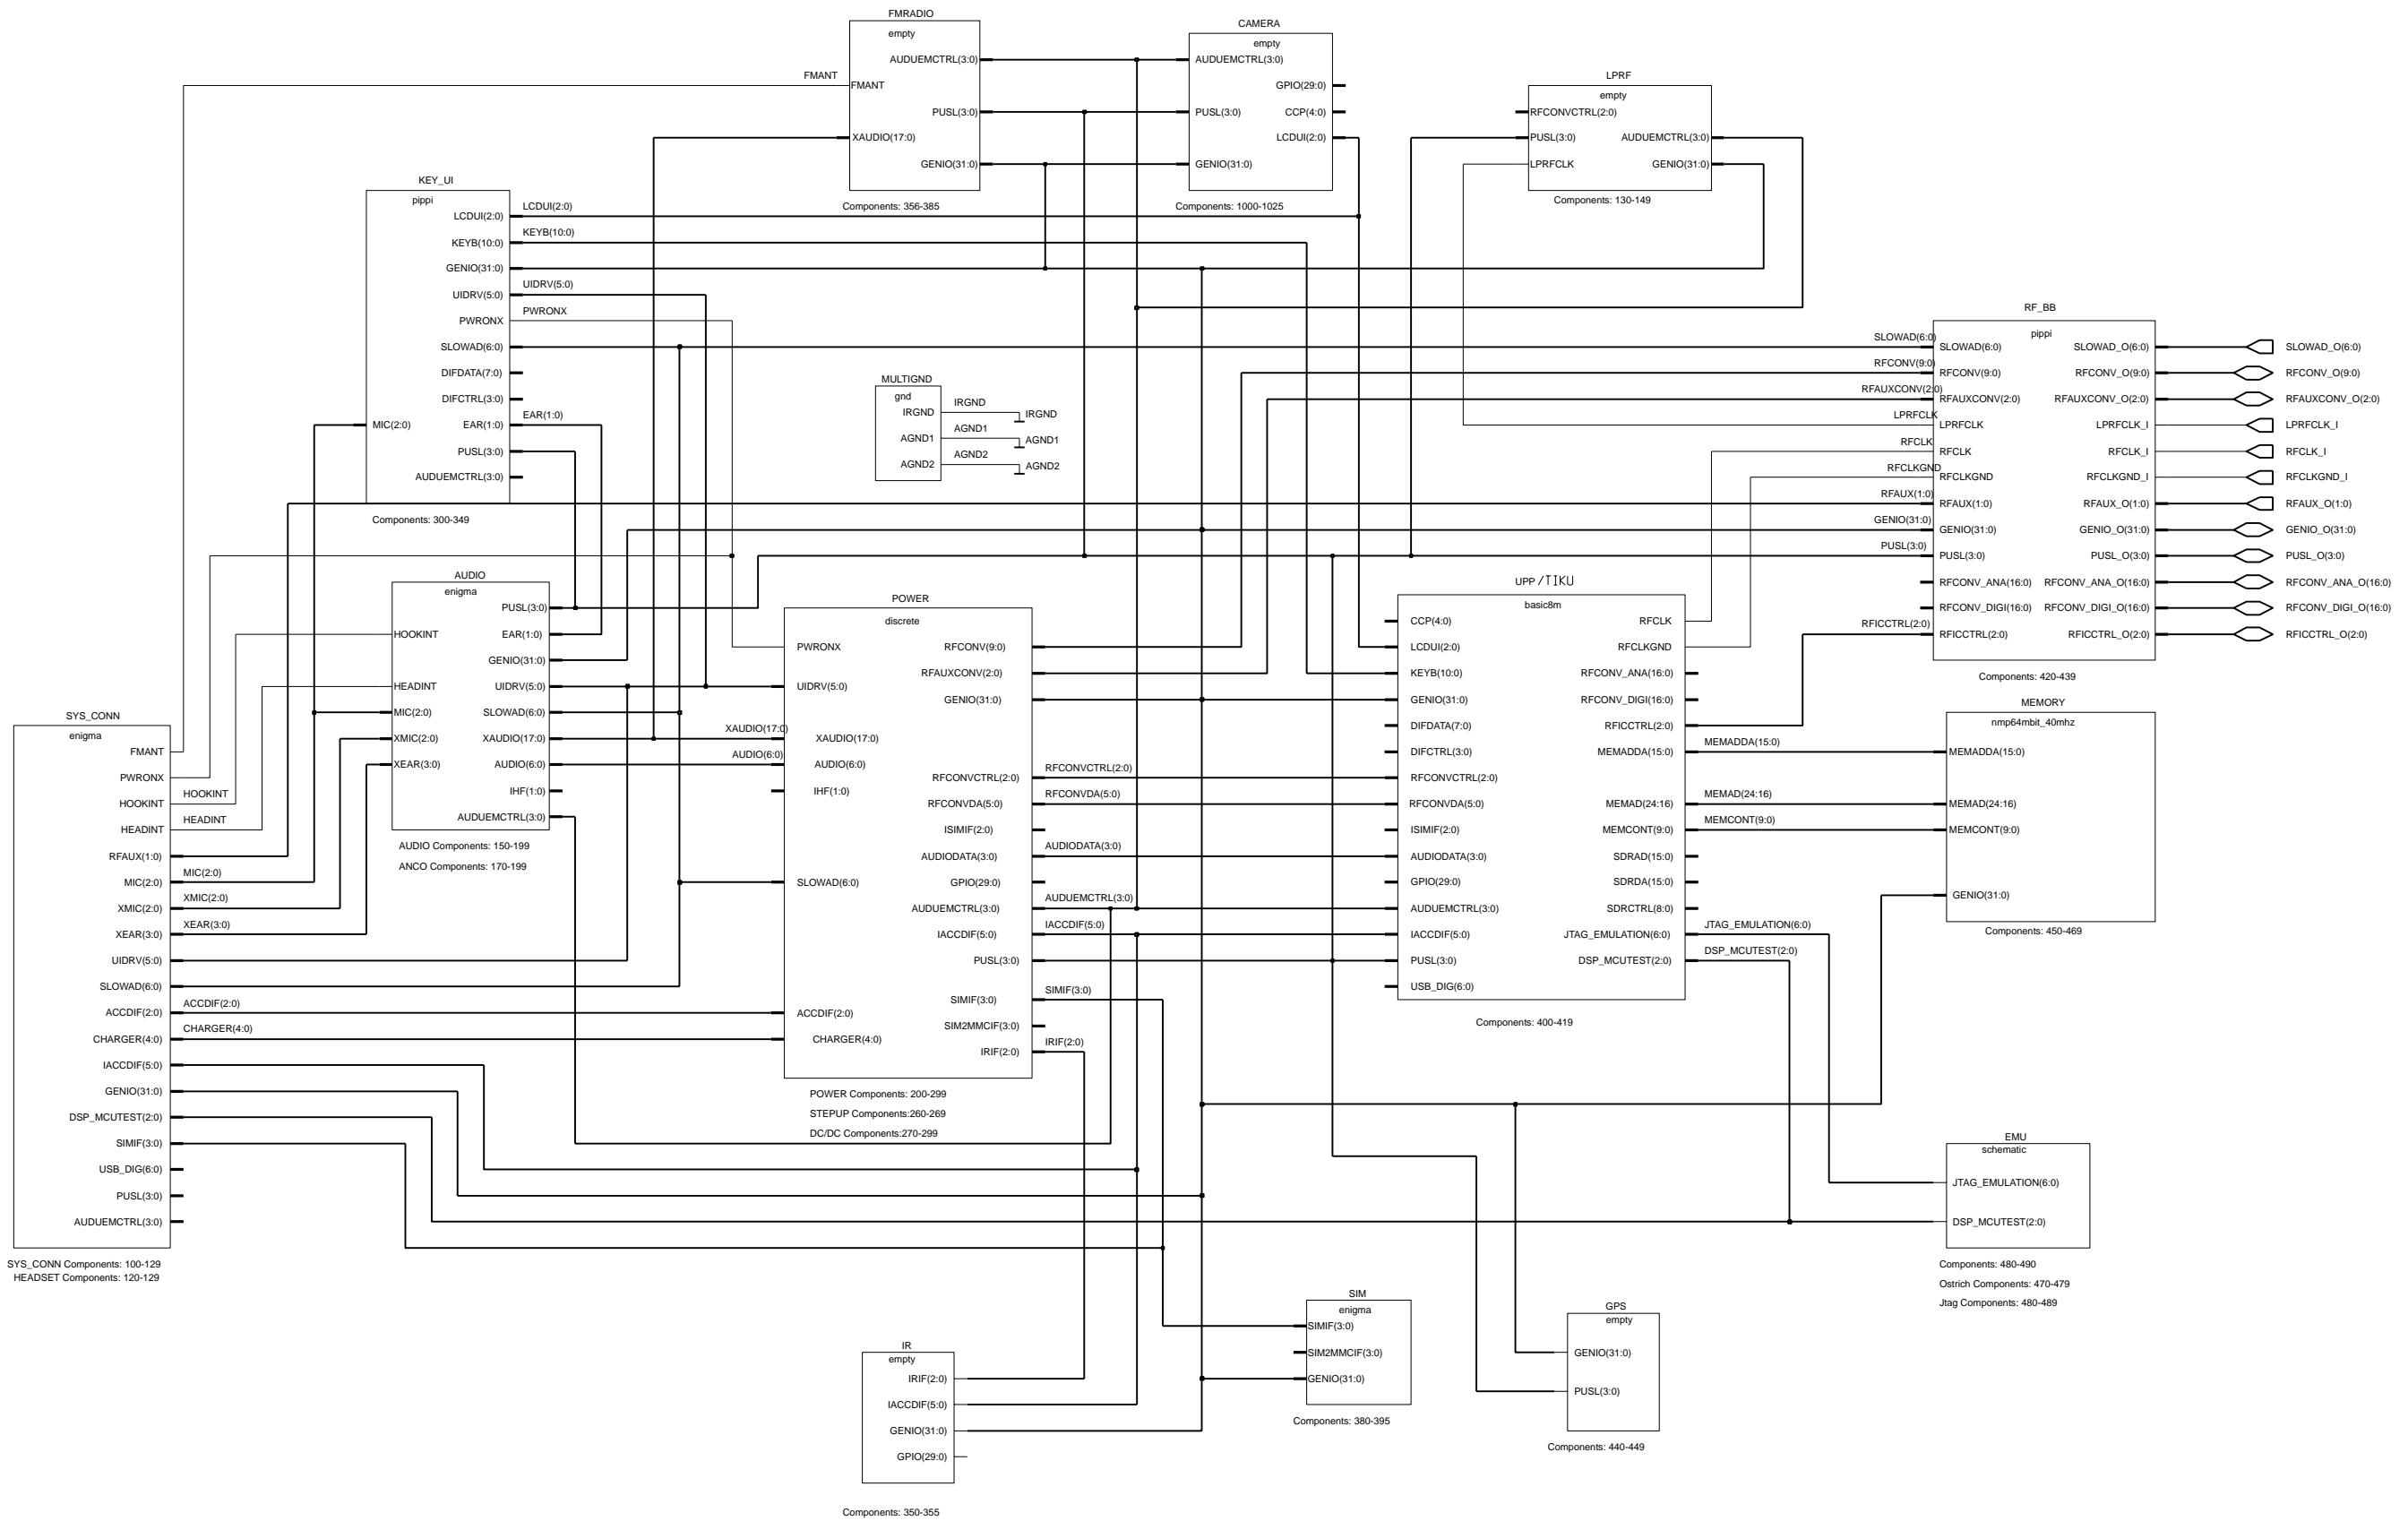 FMRADIO
empty
AUDUEMCTRL(3:0)
FMANT
FMANT
PUSL(3:0)
XAUDIO(17:0)
GENIO(31:0)
Components: 356-385
CAMERA
empty
AUDUEMCTRL(3:0)
GPIO(29:0)
PUSL(3:0)
CCP(4:0)
LCDUI(2:0)
GENIO(31:0)
Components: 1000-1025
LPRF
empty
RFCONVCTRL(2:0)
PUSL(3:0)
AUDUEMCTRL(3:0)
LPRFCLK
GENIO(31:0)
Components: 130-149
KEY_UI
pippi
LCDUI(2:0)
LCDUI(2:0)
KEYB(10:0)
KEYB(10:0)
GENIO(31:0)
UIDRV(5:0)
UIDRV(5:0)
PWRONX
PWRONX
SLOWAD(6:0)
DIFDATA(7:0)
DIFCTRL(3:0)
EAR(1:0)
MIC(2:0)
EAR(1:0)
PUSL(3:0)
AUDUEMCTRL(3:0)
Components: 300-349
MULTIGND
gnd
IRGND
IRGND
IRGND
AGND1
AGND1
AGND1
AGND2
AGND2
AGND2
RF_BB
pippi
SLOWAD(6:0)
SLOWAD(6:0)
SLOWAD_O(6:0)
SLOWAD_O(6:0)
RFCONV(9:0)
RFCONV(9:0)
RFCONV_O(9:0)
RFCONV_O(9:0)
RFAUXCONV(2:0)
RFAUXCONV(2:0)
RFAUXCONV_O(2:0)
RFAUXCONV_O(2:0)
LPRFCLK
LPRFCLK
LPRFCLK_I
LPRFCLK_I
RFCLK
RFCLK
RFCLK_I
RFCLK_I
RFCLKGND
RFCLKGND
RFCLKGND_I
RFCLKGND_I
RFAUX(1:0)
RFAUX(1:0)
RFAUX_O(1:0)
RFAUX_O(1:0)
GENIO(31:0)
GENIO(31:0)
GENIO_O(31:0)
GENIO_O(31:0)
PUSL(3:0)
PUSL(3:0)
PUSL_O(3:0)
PUSL_O(3:0)
RFCONV_ANA(16:0)
RFCONV_ANA_O(16:0)
RFCONV_ANA_O(16:0)
RFCONV_DIGI(16:0)
RFCONV_DIGI_O(16:0)
RFCONV_DIGI_O(16:0)
RFICCTRL(2:0)
RFICCTRL(2:0)
RFICCTRL_O(2:0)
RFICCTRL_O(2:0)
Components: 420-439
AUDIO
enigma
PUSL(3:0)
HOOKINT
EAR(1:0)
GENIO(31:0)
HEADINT
UIDRV(5:0)
MIC(2:0)
SLOWAD(6:0)
XMIC(2:0)
XAUDIO(17:0)
XEAR(3:0)
AUDIO(6:0)
IHF(1:0)
AUDUEMCTRL(3:0)
AUDIO Components: 150-199
ANCO Components: 170-199
POWER
discrete
PWRONX
RFCONV(9:0)
RFAUXCONV(2:0)
UIDRV(5:0)
GENIO(31:0)
XAUDIO(17:0)
XAUDIO(17:0)
AUDIO(6:0)
AUDIO(6:0)
RFCONVCTRL(2:0)
RFCONVCTRL(2:0)
IHF(1:0)
RFCONVDA(5:0)
RFCONVDA(5:0)
ISIMIF(2:0)
AUDIODATA(3:0)
AUDIODATA(3:0)
SLOWAD(6:0)
GPIO(29:0)
AUDUEMCTRL(3:0)
AUDUEMCTRL(3:0)
IACCDIF(5:0)
IACCDIF(5:0)
PUSL(3:0)
SIMIF(3:0)
SIMIF(3:0)
ACCDIF(2:0)
SIM2MMCIF(3:0)
CHARGER(4:0)
IRIF(2:0)
IRIF(2:0)
POWER Components: 200-299
STEPUP Components:260-269
DC/DC Components:270-299
UPP /TIKU
basic8m
CCP(4:0)
RFCLK
LCDUI(2:0)
RFCLKGND
KEYB(10:0)
RFCONV_ANA(16:0)
GENIO(31:0)
RFCONV_DIGI(16:0)
DIFDATA(7:0)
RFICCTRL(2:0)
DIFCTRL(3:0)
MEMADDA(15:0)
MEMADDA(15:0)
RFCONVCTRL(2:0)
RFCONVDA(5:0)
MEMAD(24:16)
MEMAD(24:16)
ISIMIF(2:0)
MEMCONT(9:0)
MEMCONT(9:0)
AUDIODATA(3:0)
SDRAD(15:0)
GPIO(29:0)
SDRDA(15:0)
AUDUEMCTRL(3:0)
SDRCTRL(8:0)
IACCDIF(5:0)
JTAG_EMULATION(6:0)
JTAG_EMULATION(6:0)
PUSL(3:0)
DSP_MCUTEST(2:0)
DSP_MCUTEST(2:0)
USB_DIG(6:0)
Components: 400-419
MEMORY
nmp64mbit_40mhz
MEMADDA(15:0)
MEMAD(24:16)
MEMCONT(9:0)
GENIO(31:0)
Components: 450-469
SYS_CONN
enigma
FMANT
PWRONX
HOOKINT
HOOKINT
HEADINT
HEADINT
RFAUX(1:0)
MIC(2:0)
MIC(2:0)
XMIC(2:0)
XMIC(2:0)
XEAR(3:0)
XEAR(3:0)
UIDRV(5:0)
SLOWAD(6:0)
ACCDIF(2:0)
ACCDIF(2:0)
CHARGER(4:0)
CHARGER(4:0)
IACCDIF(5:0)
GENIO(31:0)
DSP_MCUTEST(2:0)
SIMIF(3:0)
USB_DIG(6:0)
PUSL(3:0)
AUDUEMCTRL(3:0)
SYS_CONN Components: 100-129
HEADSET Components: 120-129
EMU
schematic
JTAG_EMULATION(6:0)
DSP_MCUTEST(2:0)
Components: 480-490
Ostrich Components: 470-479
Jtag Components: 480-489
SIM
enigma
SIMIF(3:0)
SIM2MMCIF(3:0)
GENIO(31:0)
Components: 380-395
GPS
empty
GENIO(31:0)
PUSL(3:0)
Components: 440-449
IR
empty
IRIF(2:0)
IACCDIF(5:0)
GENIO(31:0)
GPIO(29:0)
Components: 350-355